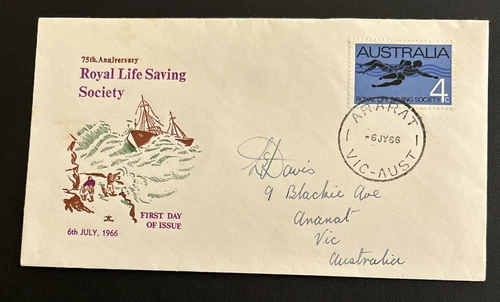 75th Anniversary
Royal Life Saving
Society
FIRST DAY
OF ISSUE
6th JULY, 1966
AUSTRALIA
4c
ROYAL LIFE SAVING SOCIETY
ARARAT
-6JY66
VIC-AUST
Davis
9 Blackie Ave
Ararat
Vic
Australia